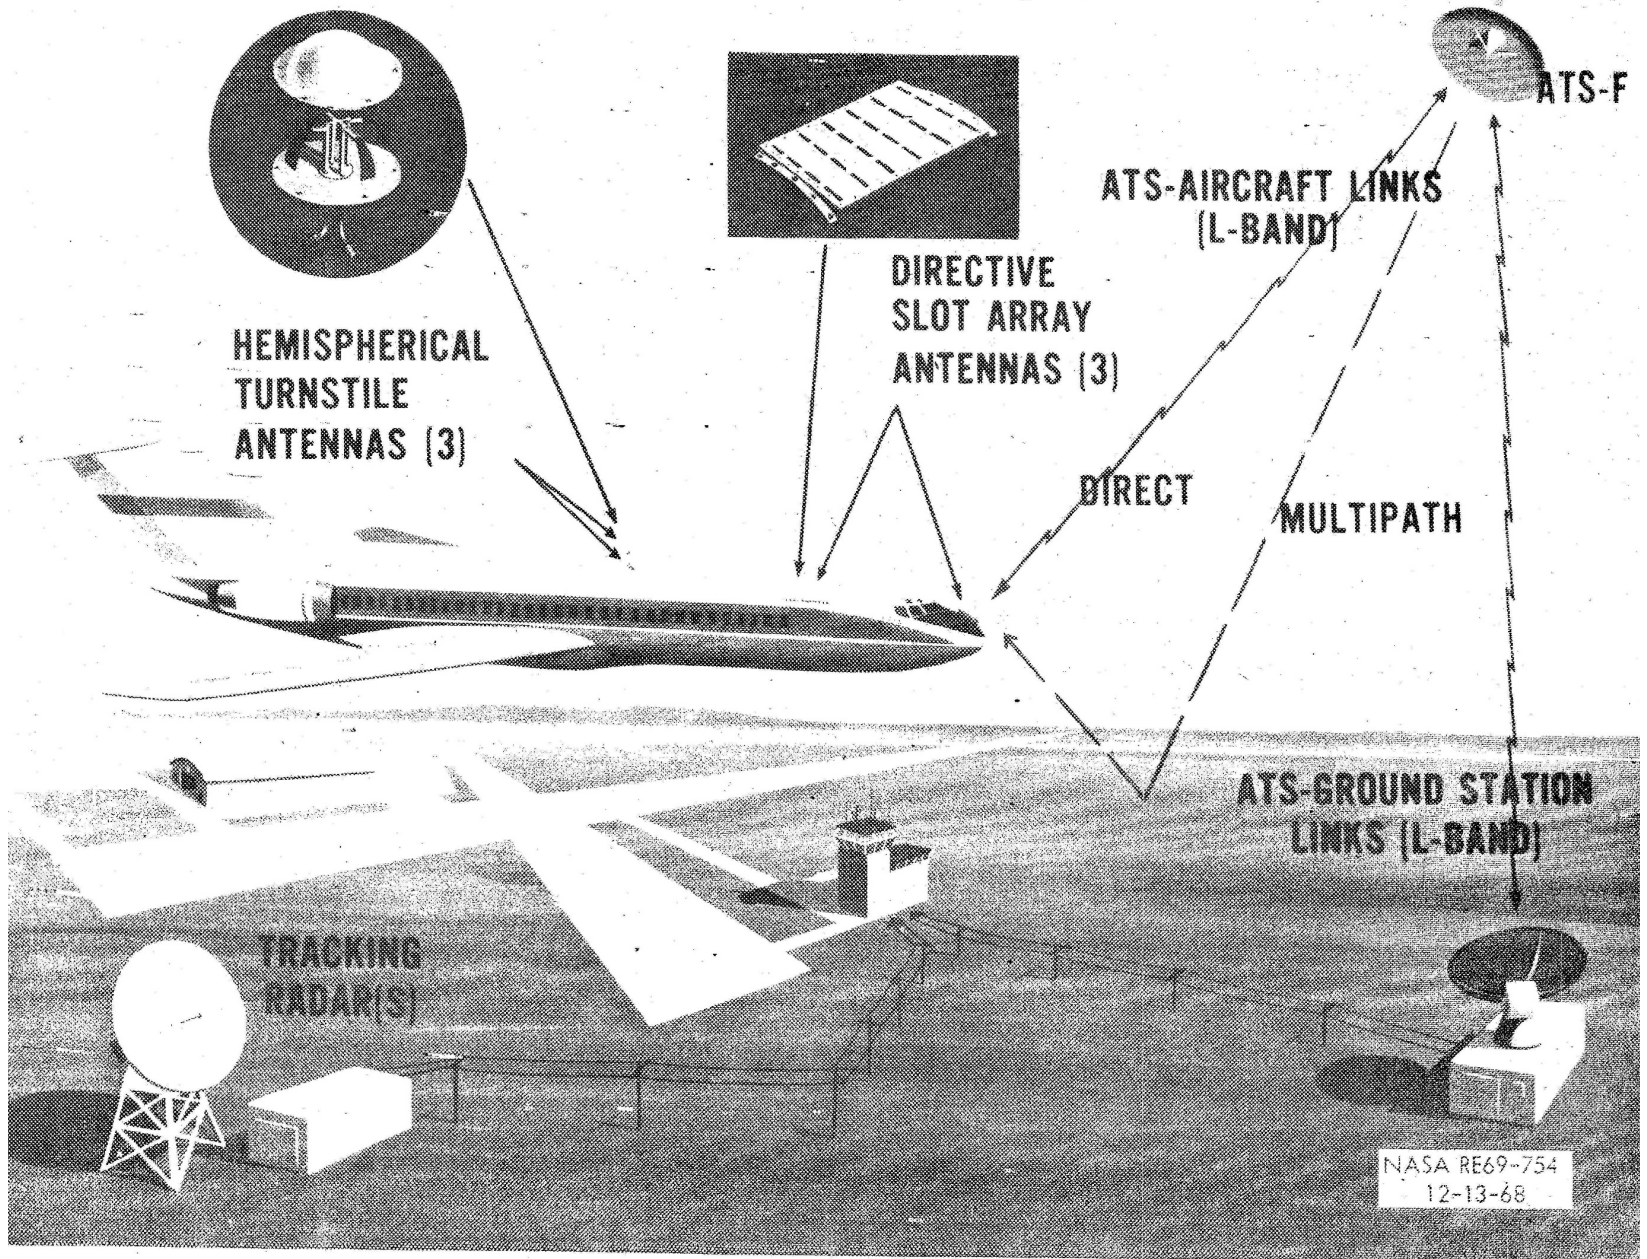 ATS-F
ATS-AIRCRAFT LINKS
(L-BAND)
DIRECTIVE
SLOT ARRAY
ANTENNAS (3)
HEMISPHERICAL
TURNSTILE
ANTENNAS (3)
DIRECT
MULTIPATH
ATS-GROUND STATION
LINKS (L-BAND)
TRACKING
RADAR(S)
NASA RE69-754
12-13-68